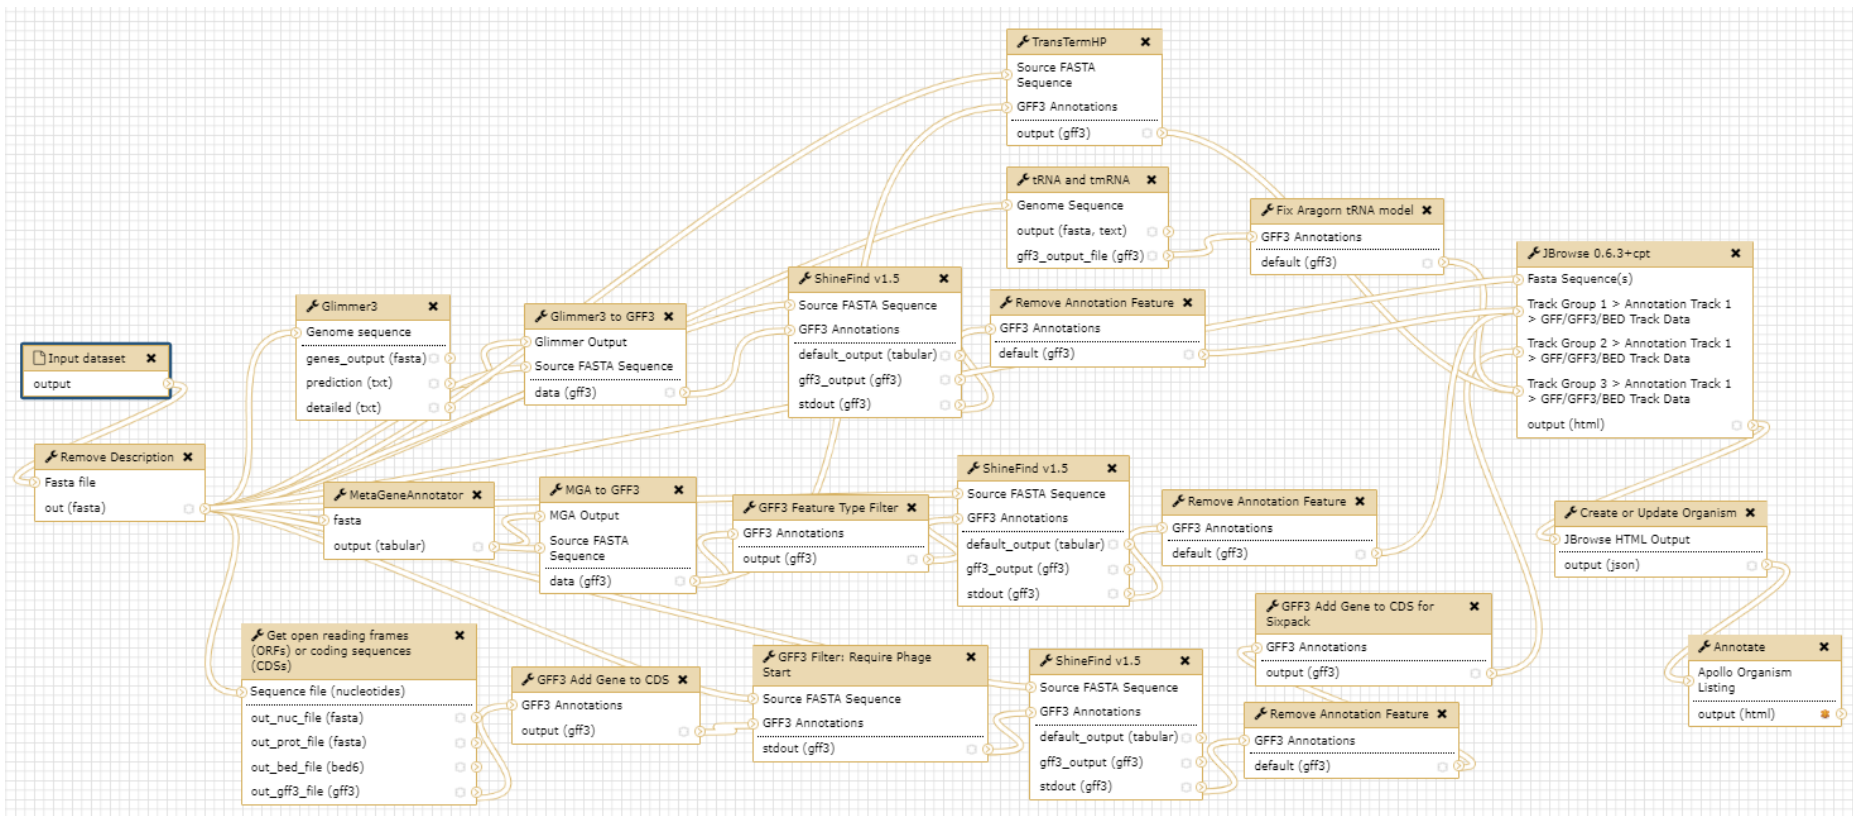 TransTermHP
Source FASTA
Sequence
GFF3 Annotations
output (gff3)
tRNA and tmRNA
Genome Sequence
output (fasta, text)
gff3_output_file (gff3)
Fix Aragorn tRNA model
GFF3 Annotations
default (gff3)
JBrowse 0.6.3+cpt
Fasta Sequence(s)
Track Group 1 > Annotation Track 1
> GFF/GFF3/BED Track Data
Track Group 2 > Annotation Track 1
> GFF/GFF3/BED Track Data
Track Group 3 > Annotation Track 1
> GFF/GFF3/BED Track Data
output (html)
ShineFind v1.5
Source FASTA Sequence
GFF3 Annotations
default_output (tabular)
gff3_output (gff3)
stdout (gff3)
Remove Annotation Feature
GFF3 Annotations
default (gff3)
Glimmer3
Genome sequence
genes_output (fasta)
prediction (txt)
detailed (txt)
Glimmer3 to GFF3
Glimmer Output
Source FASTA Sequence
data (gff3)
Input dataset
output
Remove Description
Fasta file
out (fasta)
MetaGeneAnnotator
fasta
output (tabular)
MGA to GFF3
MGA Output
Source FASTA
Sequence
data (gff3)
GFF3 Feature Type Filter
GFF3 Annotations
output (gff3)
ShineFind v1.5
Source FASTA Sequence
GFF3 Annotations
default_output (tabular)
gff3_output (gff3)
stdout (gff3)
Remove Annotation Feature
GFF3 Annotations
default (gff3)
Create or Update Organism
JBrowse HTML Output
output (json)
Get open reading frames
(ORFs) or coding sequences
(CDSs)
Sequence file (nucleotides)
out_nuc_file (fasta)
out_prot_file (fasta)
out_bed_file (bed6)
out_gff3_file (gff3)
GFF3 Add Gene to CDS
GFF3 Annotations
output (gff3)
GFF3 Filter: Require Phage
Start
Source FASTA Sequence
GFF3 Annotations
stdout (gff3)
ShineFind v1.5
Source FASTA Sequence
GFF3 Annotations
default_output (tabular)
gff3_output (gff3)
stdout (gff3)
GFF3 Add Gene to CDS for
Sixpack
GFF3 Annotations
output (gff3)
Remove Annotation Feature
GFF3 Annotations
default (gff3)
Annotate
Apollo Organism
Listing
output (html)